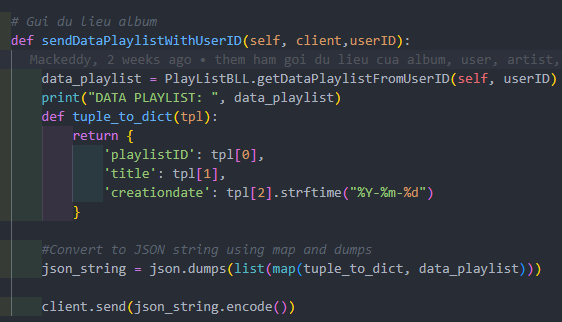 # Gui du lieu album
def sendDataPlaylistWithUserID(self, client,userID):
Mackeddy, 2 weeks ago • them ham goi du lieu cua album, user, artist,
data_playlist = PlayListBLL.getDataPlaylistFromUserID(self, userID)
print("DATA PLAYLIST: ", data_playlist)
def tuple_to_dict(tpl):
return {
'playlistID': tpl[0],
'title': tpl[1],
'creationdate': tpl[2].strftime("%Y-%m-%d")
}
#Convert to JSON string using map and dumps
json_string = json.dumps(list(map(tuple_to_dict, data_playlist)))
client.send(json_string.encode())